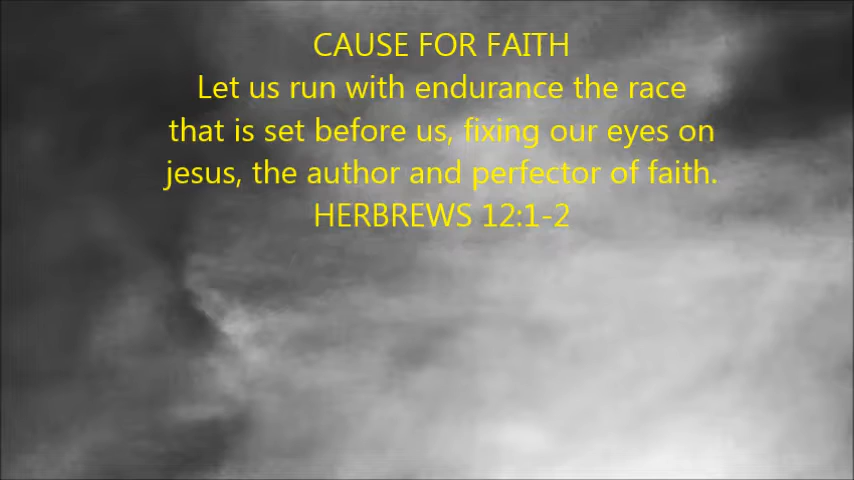 CAUSE FOR FAITH
Let us run with endurance the race
that is set before us, fixing our eyes on
jesus, the author and perfector of faith.
HERBREWS 12:1-2